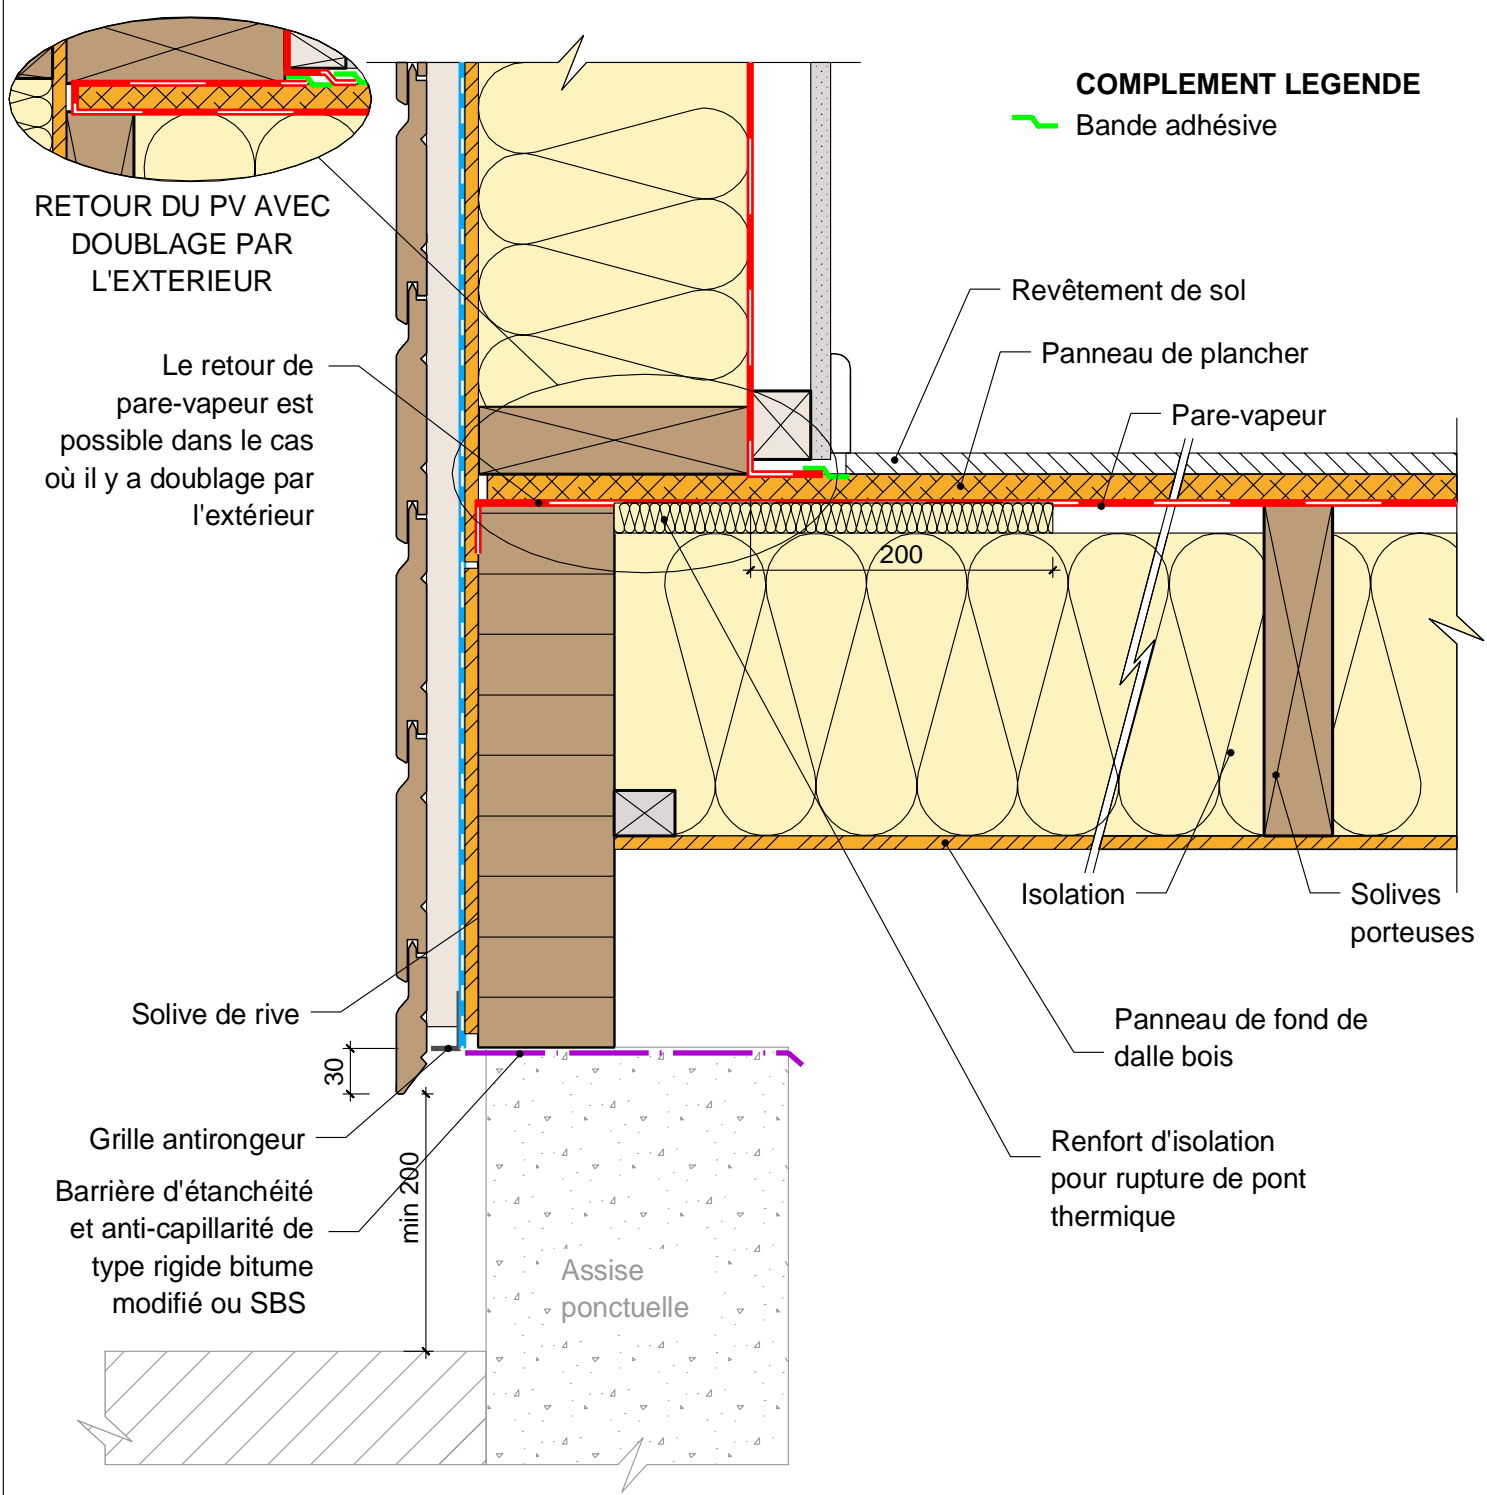 COMPLEMENT LEGENDE
Bande adhésive
RETOUR DU PV AVEC
DOUBLAGE PAR
L'EXTERIEUR
Revêtement de sol
Panneau de plancher
Pare-vapeur
Le retour de
pare-vapeur est
possible dans le cas
où il y a doublage par
l'extérieur
200
Isolation
Solives
porteuses
Solive de rive
Panneau de fond de
dalle bois
30
Grille antirongeur
Renfort d'isolation
pour rupture de pont
thermique
min 200
Barrière d'étanchéité
et anti-capillarité de
type rigide bitume
modifié ou SBS
Assise
ponctuelle